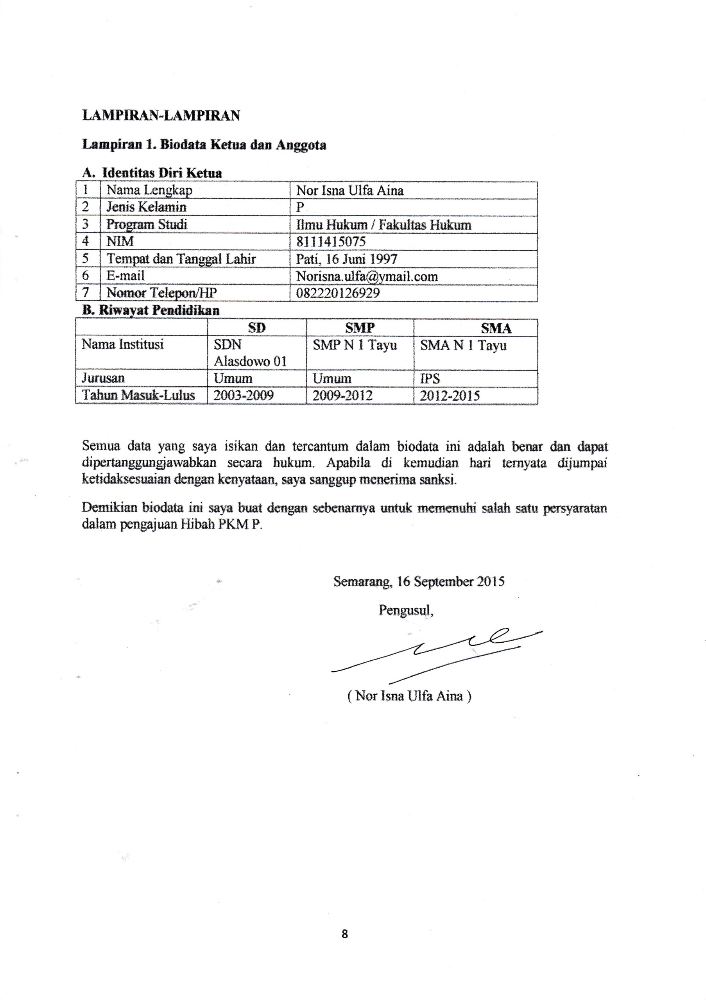 LAMPIRAN-LAMPIRAN
Lampiran 1. Biodata Ketua dan Anggota
A. Identitas Diri Ketua
1 Nama Lengkap Nor Isna Ulfa Aina
2 Jenis Kelamin P
3 Program Studi Ilmu Hukum / Fakultas Hukum
4 NIM 8111415075
5 Tempat dan Tanggal Lahir Pati, 16 Juni 1997
6 E-mail Norisna.ulfa@ymail.com
7 Nomor Telepon/HP 082220126929
B. Riwayat Pendidikan
SD SMP SMA
Nama Institusi SDN SMP N 1 Tayu SMA N 1 Tayu
Alasdowo 01
Jurusan Umum Umum IPS
Tahun Masuk-Lulus 2003-2009 2009-2012 2012-2015
Semua data yang saya isikan dan tercantum dalam biodata ini adalah benar dan dapat
dipertanggungjawabkan secara hukum. Apabila di kemudian hari ternyata dijumpai
ketidaksesuaian dengan kenyataan, saya sanggup menerima sanksi.
Demikian biodata ini saya buat dengan sebenarnya untuk memenuhi salah satu persyaratan
dalam pengajuan Hibah PKM P.
Semarang, 16 September 2015
Pengusul,
( Nor Isna Ulfa Aina )
8